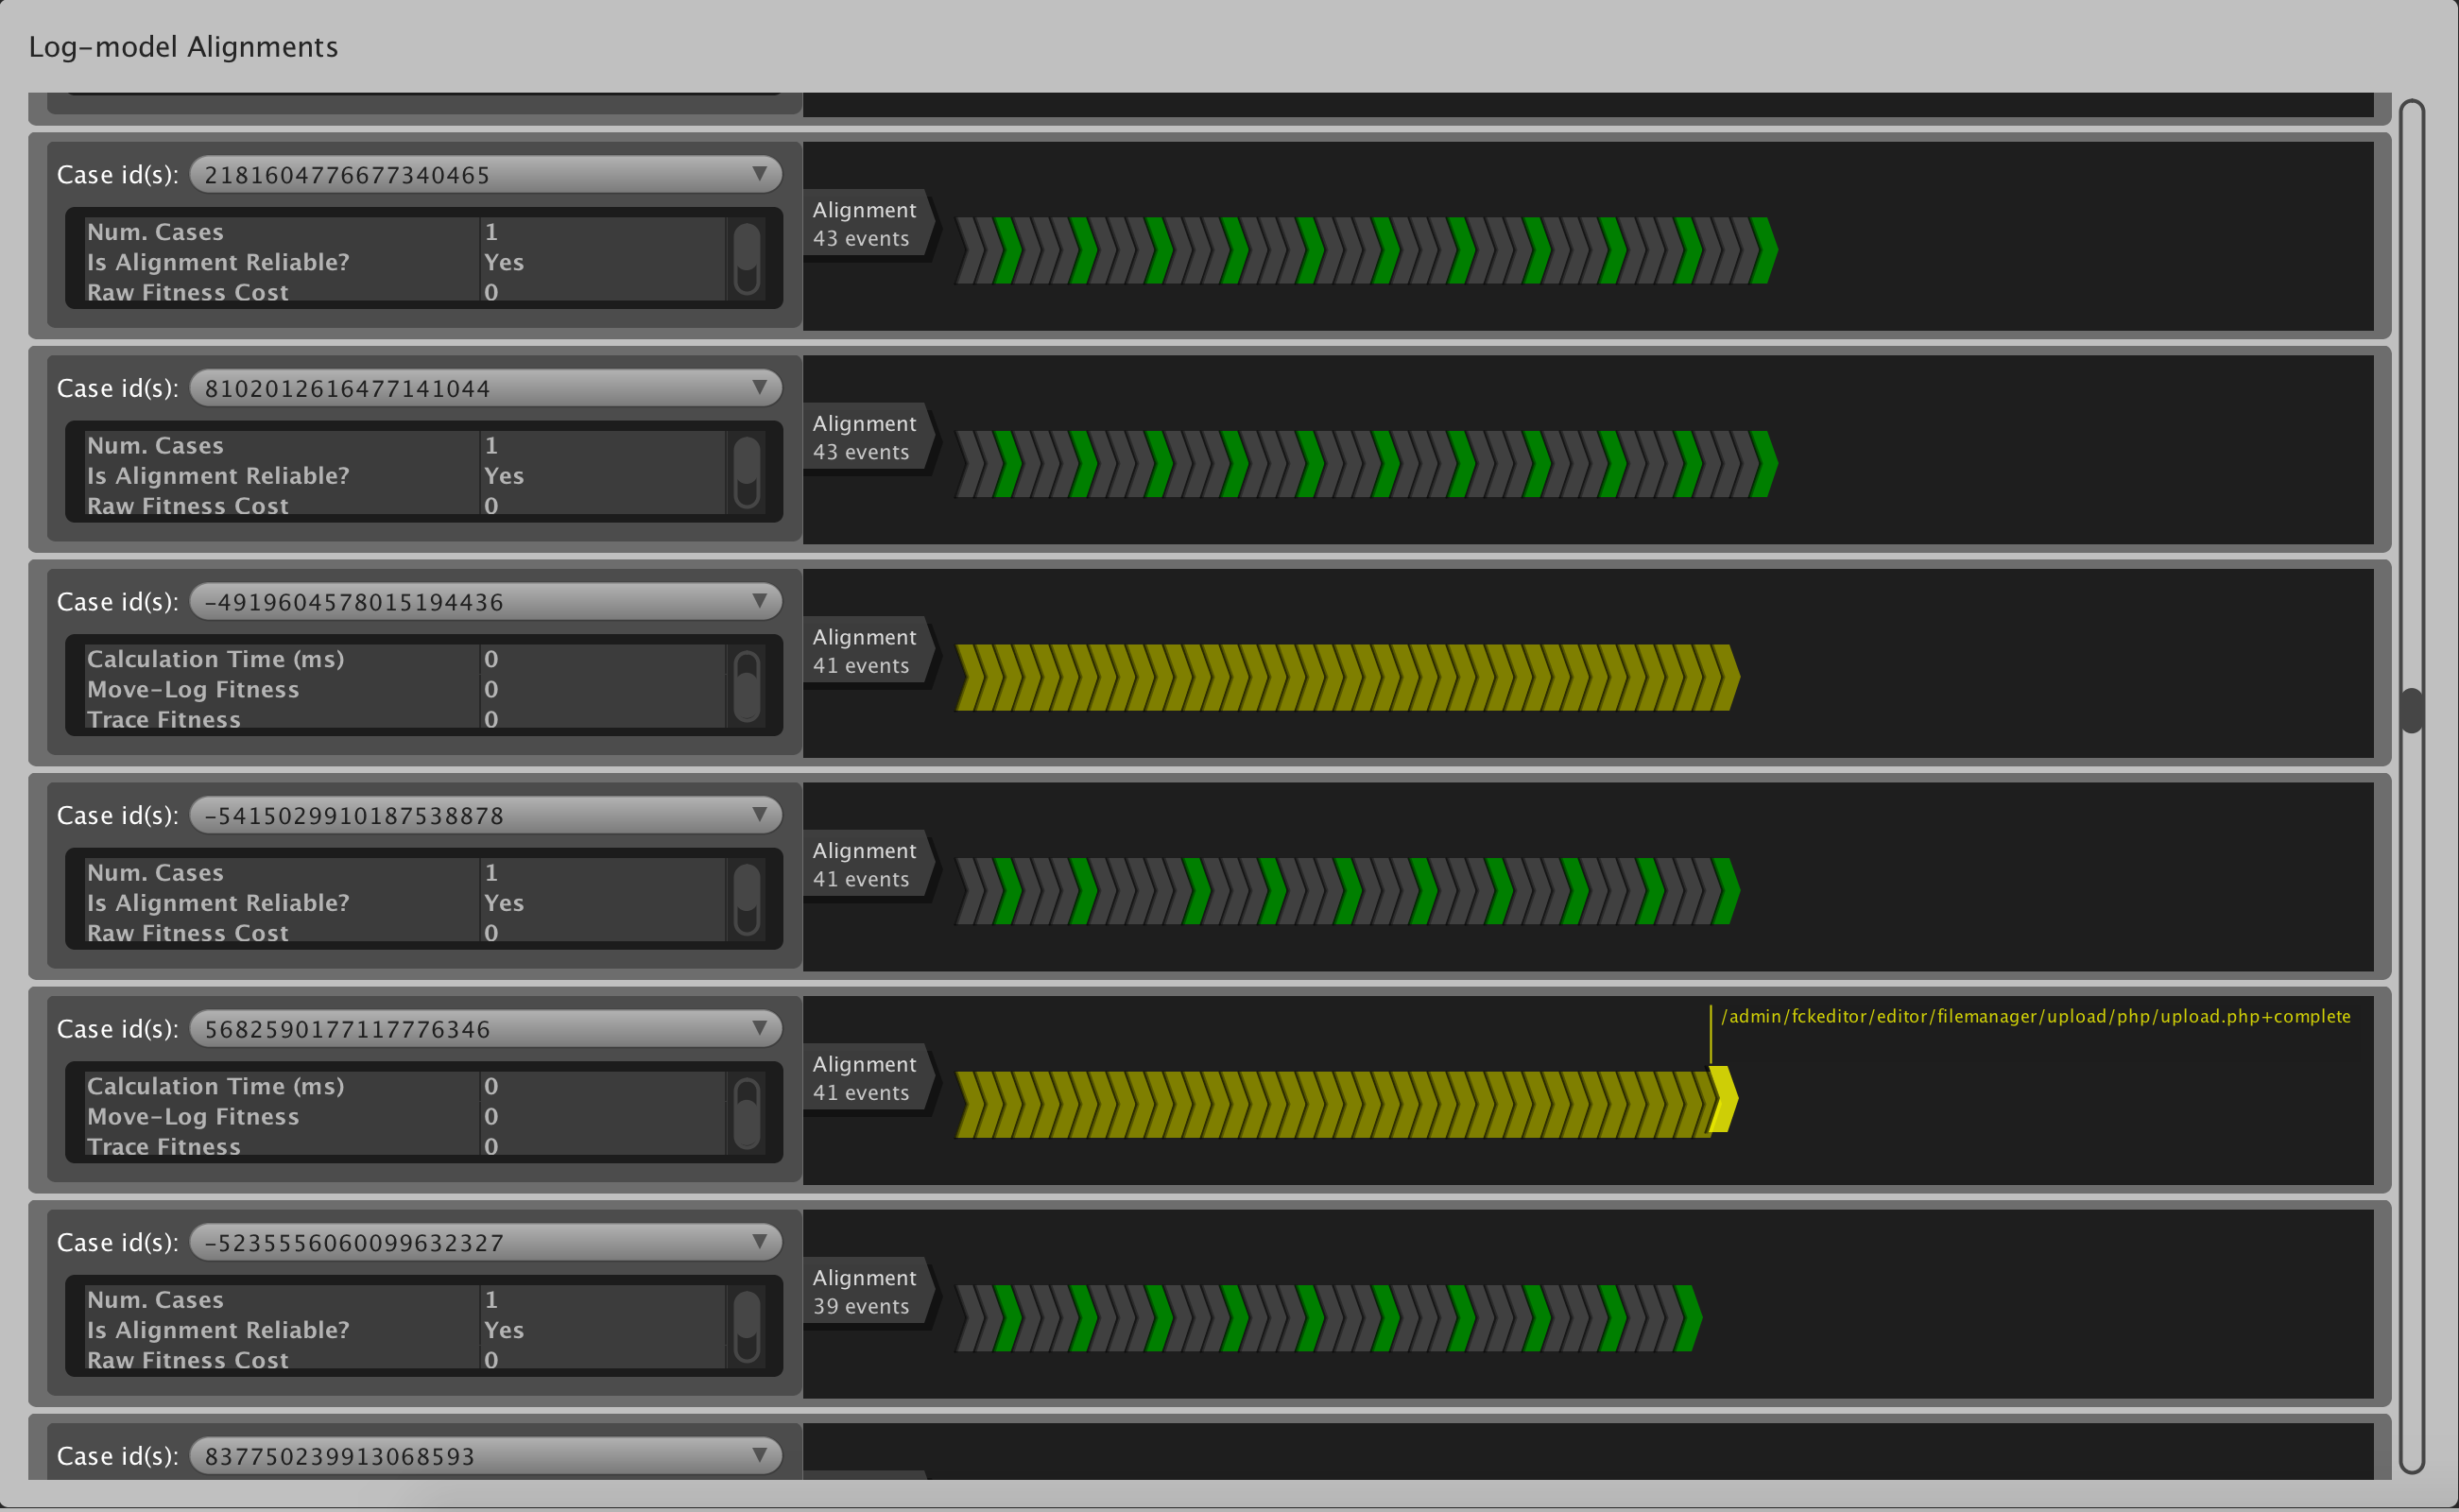 Log-model Alignments
Case id(s): 2181604776677340465
Num. Cases 1
Is Alignment Reliable? Yes
Raw Fitness Cost 0
Alignment
43 events
Case id(s): 8102012616477141044
Num. Cases 1
Is Alignment Reliable? Yes
Raw Fitness Cost 0
Alignment
43 events
Case id(s): -4919604578015194436
Calculation Time (ms) 0
Move-Log Fitness 0
Trace Fitness 0
Alignment
41 events
Case id(s): -5415029910187538878
Num. Cases 1
Is Alignment Reliable? Yes
Raw Fitness Cost 0
Alignment
41 events
Case id(s): 5682590177117776346
Calculation Time (ms) 0
Move-Log Fitness 0
Trace Fitness 0
Alignment
41 events
/admin/fckeditor/editor/filemanager/upload/php/upload.php+complete
Case id(s): -5235556060099632327
Num. Cases 1
Is Alignment Reliable? Yes
Raw Fitness Cost 0
Alignment
39 events
Case id(s): 837750239913068593